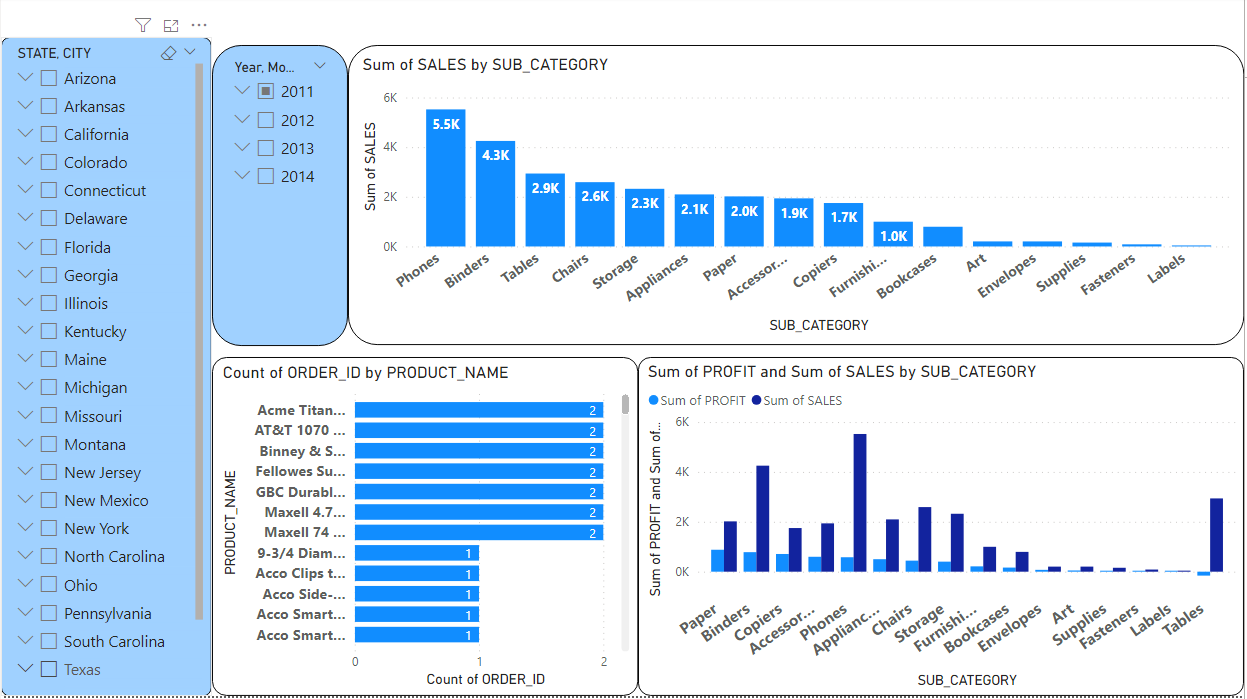 STATE, CITY
Arizona
Arkansas
California
Colorado
Connecticut
Delaware
Florida
Georgia
Illinois
Kentucky
Maine
Michigan
Missouri
Montana
New Jersey
New Mexico
New York
North Carolina
Ohio
Pennsylvania
South Carolina
Texas
Year, Mo...
2011
2012
2013
2014
Sum of SALES by SUB_CATEGORY
Sum of SALES
6K
4K
2K
0K
5.5K
4.3K
2.9K
2.6K
2.3K
2.1K
2.0K
1.9K
1.7K
1.0K
Phones
Binders
Tables
Chairs
Storage
Appliances
Paper
Accessor...
Copiers
Furnishi...
Bookcases
Art
Envelopes
Supplies
Fasteners
Labels
SUB_CATEGORY
Count of ORDER_ID by PRODUCT_NAME
PRODUCT_NAME
Acme Titan... 2
AT&T 1070 ... 2
Binney & S... 2
Fellowes Su... 2
GBC Durabl... 2
Maxell 4.7... 2
Maxell 74 ... 2
9-3/4 Diam... 1
Acco Clips t... 1
Acco Side-... 1
Acco Smart... 1
Acco Smart... 1
0 1 2
Count of ORDER_ID
Sum of PROFIT and Sum of SALES by SUB_CATEGORY
Sum of PROFIT Sum of SALES
Sum of PROFIT and Sum of...
6K
4K
2K
0K
Paper
Binders
Copiers
Accessor...
Phones
Applianc...
Chairs
Storage
Furnishi...
Bookcases
Envelopes
Art
Supplies
Fasteners
Labels
Tables
SUB_CATEGORY